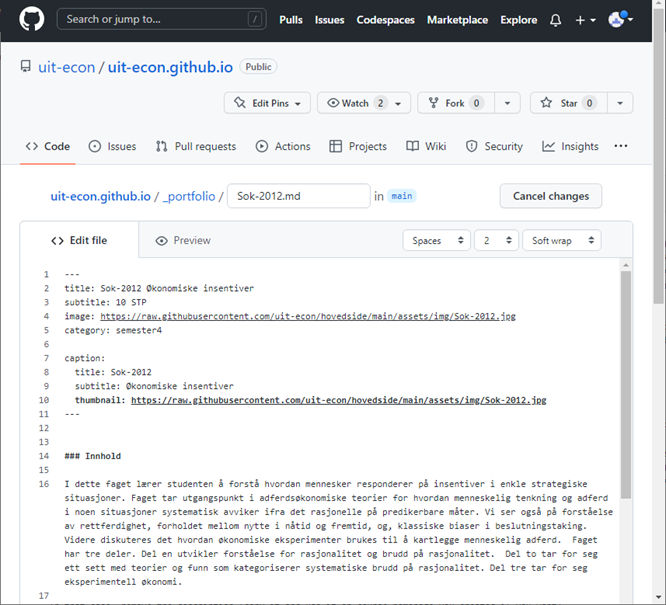 Search or jump to... /
Pulls Issues Codespaces Marketplace Explore
uit-econ / uit-econ.github.io Public
Edit Pins Watch 2 Fork 0 Star 0
Code Issues Pull requests Actions Projects Wiki Security Insights
uit-econ.github.io / _portfolio / Sok-2012.md in main Cancel changes
Edit file Preview Spaces 2 Soft wrap
1 ---
2 title: Sok-2012 Økonomiske insentiver
3 subtitle: 10 STP
4 image: https://raw.githubusercontent.com/uit-econ/hovedside/main/assets/img/Sok-2012.jpg
5 category: semester4
6
7 caption:
8 title: Sok-2012
9 subtitle: Økonomiske insentiver
10 thumbnail: https://raw.githubusercontent.com/uit-econ/hovedside/main/assets/img/Sok-2012.jpg
11 ---
12
13
14 ### Innhold
15
16 I dette faget lærer studenten å forstå hvordan mennesker responderer på insentiver i enkle strategiske
situasjoner. Faget tar utgangspunkt i adferdsøkonomiske teorier for hvordan menneskelig tenkning og adferd
i noen situasjoner systematisk avviker ifra det rasjonelle på predikerbare måter. Vi ser også på forståelse
av rettferdighet, forholdet mellom nytte i nåtid og fremtid, og, klassiske biaser i beslutningstaking.
Videre diskuteres det hvordan økonomiske eksperimenter brukes til å kartlegge menneskelig adferd. Faget
har tre deler. Del en utvikler forståelse for rasjonalitet og brudd på rasjonalitet. Del to tar for seg
ett sett med teorier og funn som kategoriserer systematiske brudd på rasjonalitet. Del tre tar for seg
eksperimentell økonomi.
17